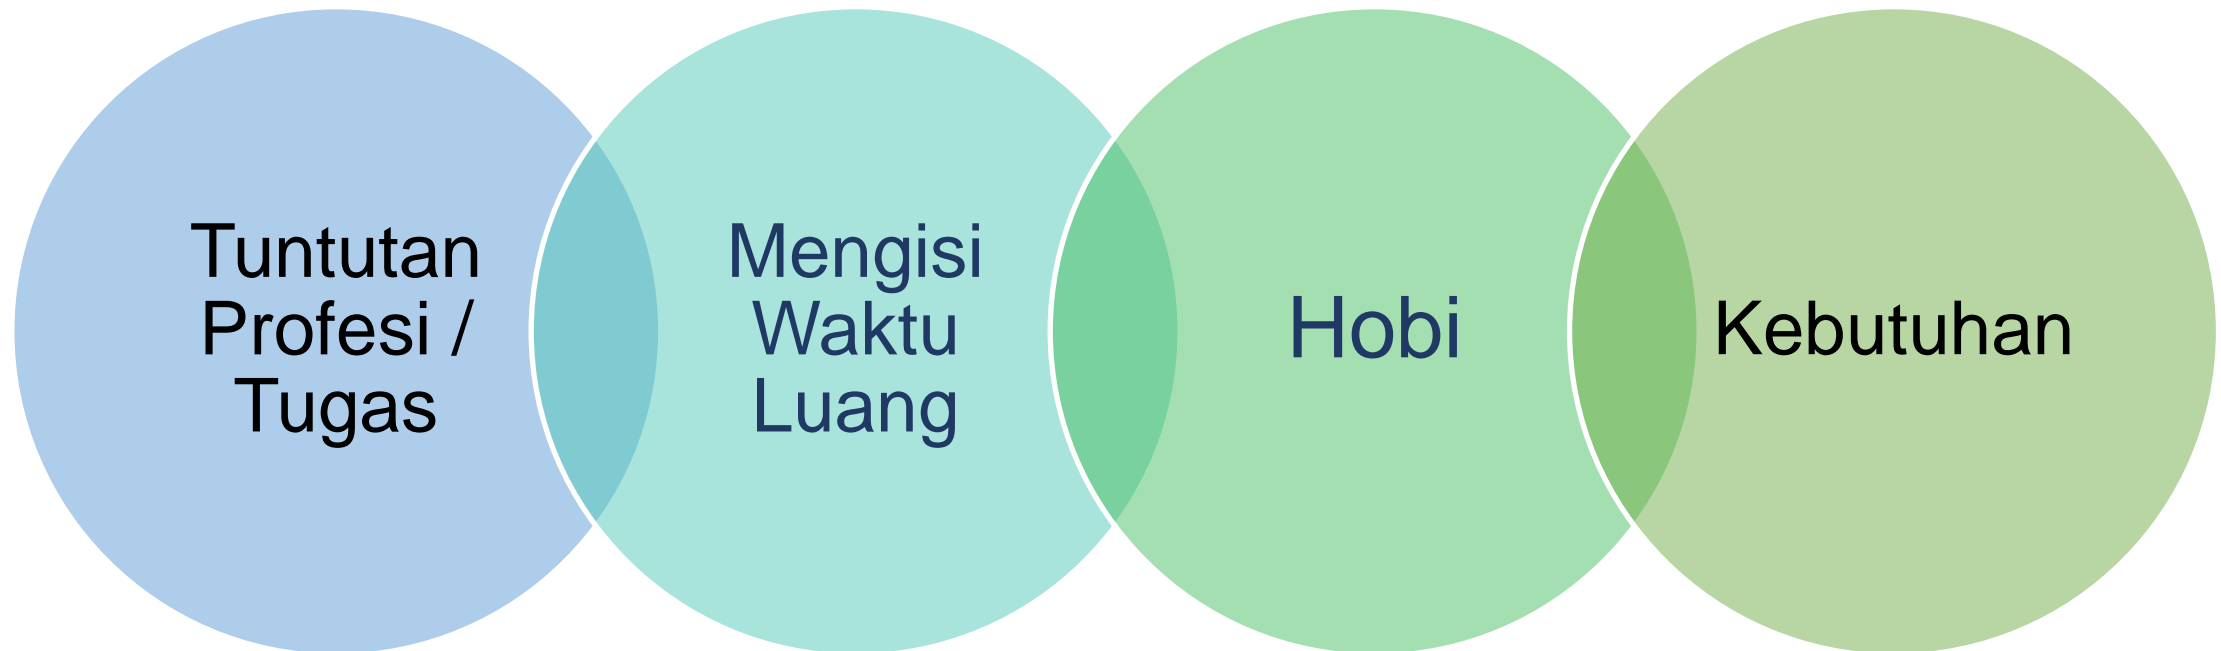 Tuntutan
Profesi /
Tugas
Mengisi
Waktu
Luang
Hobi
Kebutuhan